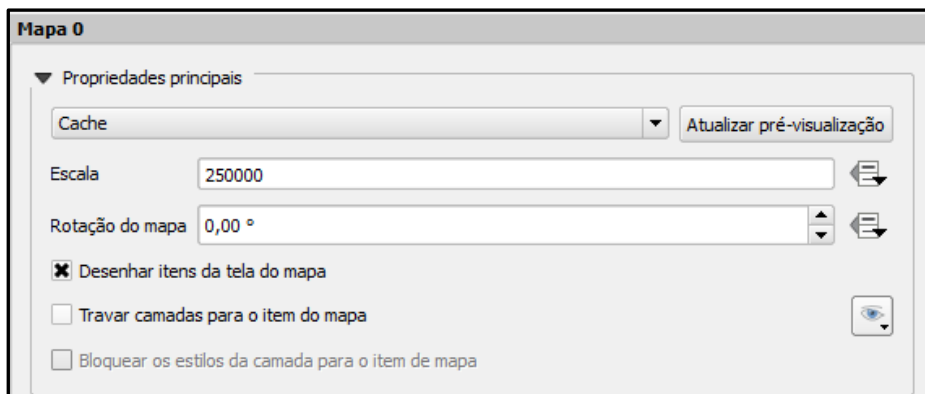 Mapa 0
Propriedades principais
Cache
Atualizar pré-visualização
Escala 250000
Rotação do mapa 0,00 º
Desenhar itens da tela do mapa
Travar camadas para o item do mapa
Bloquear os estilos da camada para o item de mapa